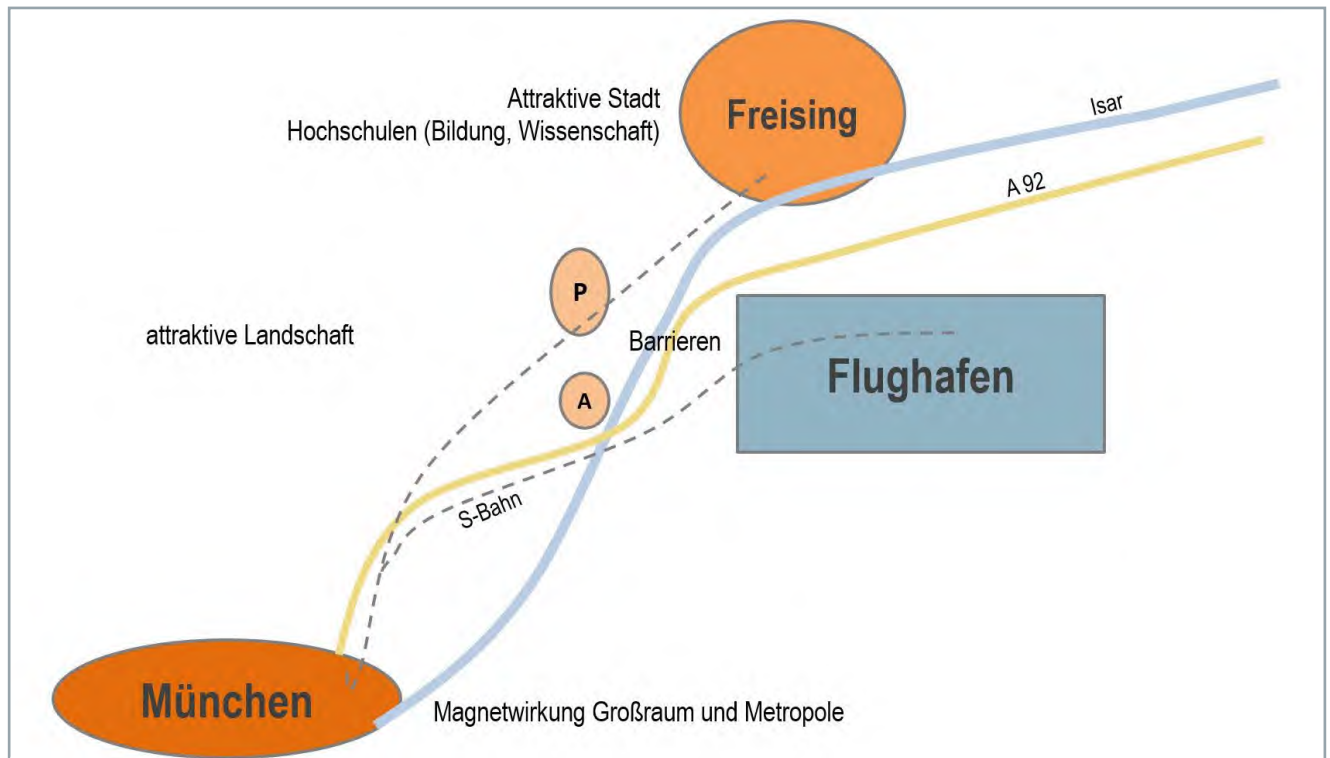 Attraktive Stadt
Hochschulen (Bildung, Wissenschaft)
Freising
Isar
A 92
P
attraktive Landschaft
Barrieren
Flughafen
A
S-Bahn
München
Magnetwirkung Großraum und Metropole